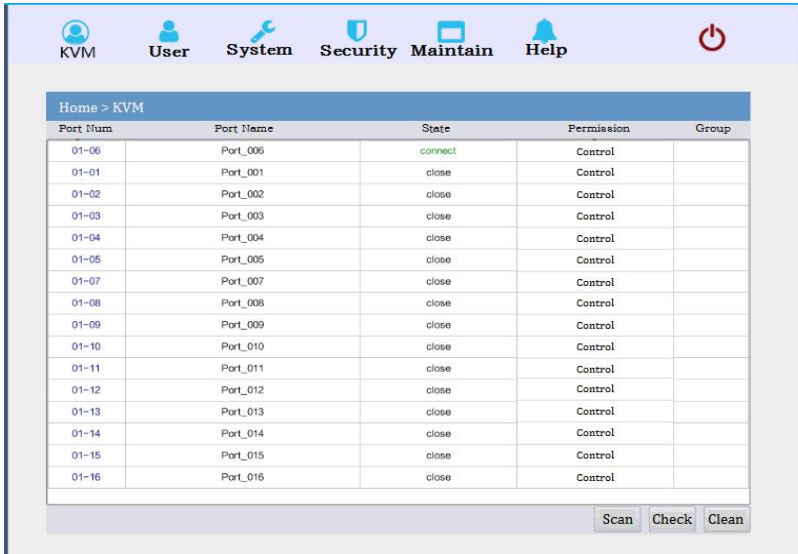 KVM User System Security Maintain Help
Home > KVM
Port Num Port Name State Permission Group
01-06 Port_006 connect Control
01-01 Port_001 close Control
01-02 Port_002 close Control
01-03 Port_003 close Control
01-04 Port_004 close Control
01-05 Port_005 close Control
01-07 Port_007 close Control
01-08 Port_008 close Control
01-09 Port_009 close Control
01-10 Port_010 close Control
01-11 Port_011 close Control
01-12 Port_012 close Control
01-13 Port_013 close Control
01-14 Port_014 close Control
01-15 Port_015 close Control
01-16 Port_016 close Control
Scan Check Clean